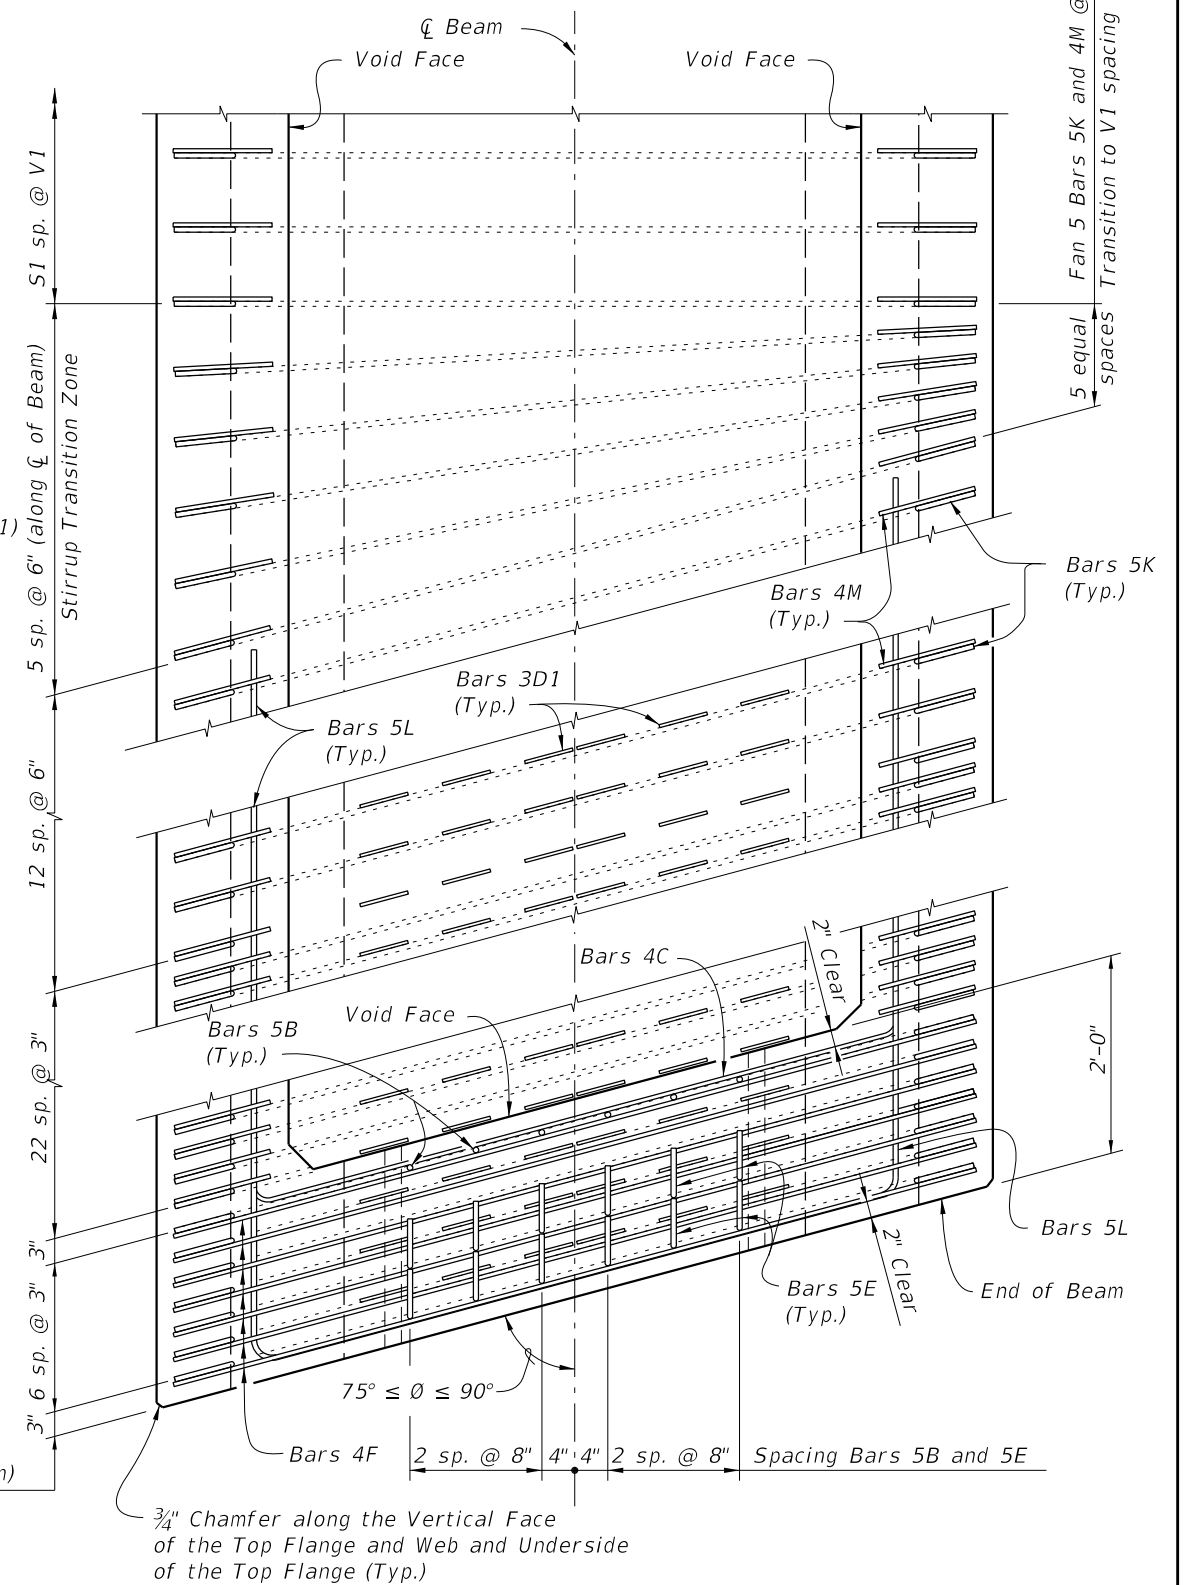 ℄ Beam
Void Face
Void Face
Fan 5 Bars 5K and 4M @
Transition to V1 spacing
5 equal
spaces
S1 sp. @ V1
5 sp. @ 6" (along ℄ of Beam)
Stirrup Transition Zone
1)
Bars 5K
(Typ.)
Bars 4M
(Typ.)
Bars 3D1
(Typ.)
Bars 5L
(Typ.)
12 sp. @ 6"
Bars 4C
2" Clear
Void Face
Bars 5B
(Typ.)
2'-0"
22 sp. @ 3"
3"
6 sp. @ 3"
3"
Bars 5L
2" Clear
End of Beam
Bars 5E
(Typ.)
75° ≤ Ø ≤ 90°
Bars 4F
2 sp. @ 8"
4"
4"
2 sp. @ 8"
Spacing Bars 5B and 5E
)
¾" Chamfer along the Vertical Face
of the Top Flange and Web and Underside
of the Top Flange (Typ.)